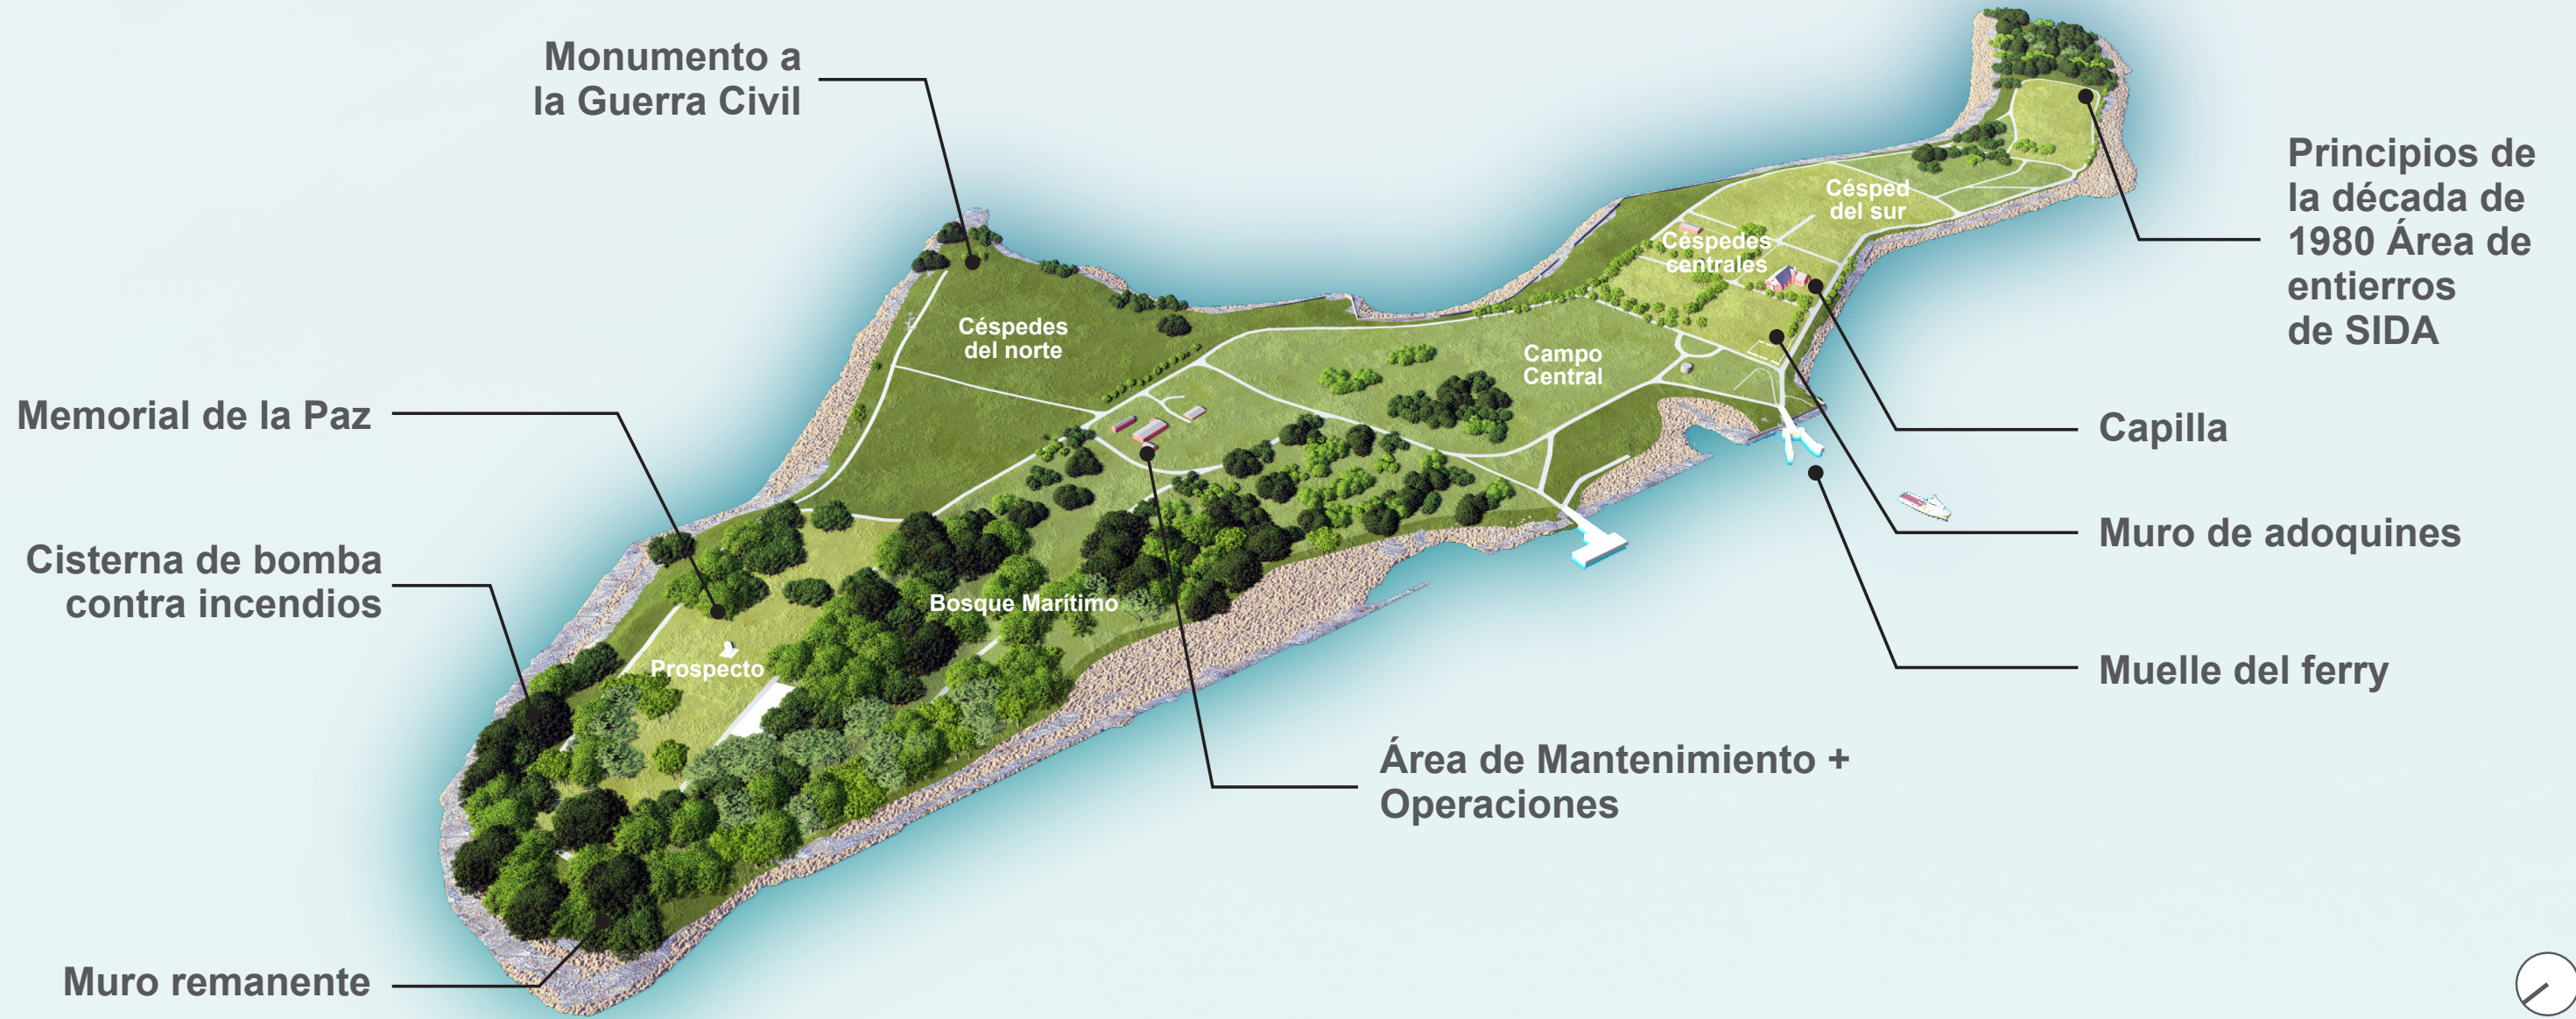 Monumento a
la Guerra Civil
Principios de
la década de
1980 Área de
entierros
de SIDA
Césped
del sur
Céspedes
centrales
Céspedes
del norte
Campo
Central
Memorial de la Paz
Capilla
Cisterna de bomba
contra incendios
Muro de adoquines
Bosque Marítimo
Prospecto
Muelle del ferry
Área de Mantenimiento +
Operaciones
Muro remanente